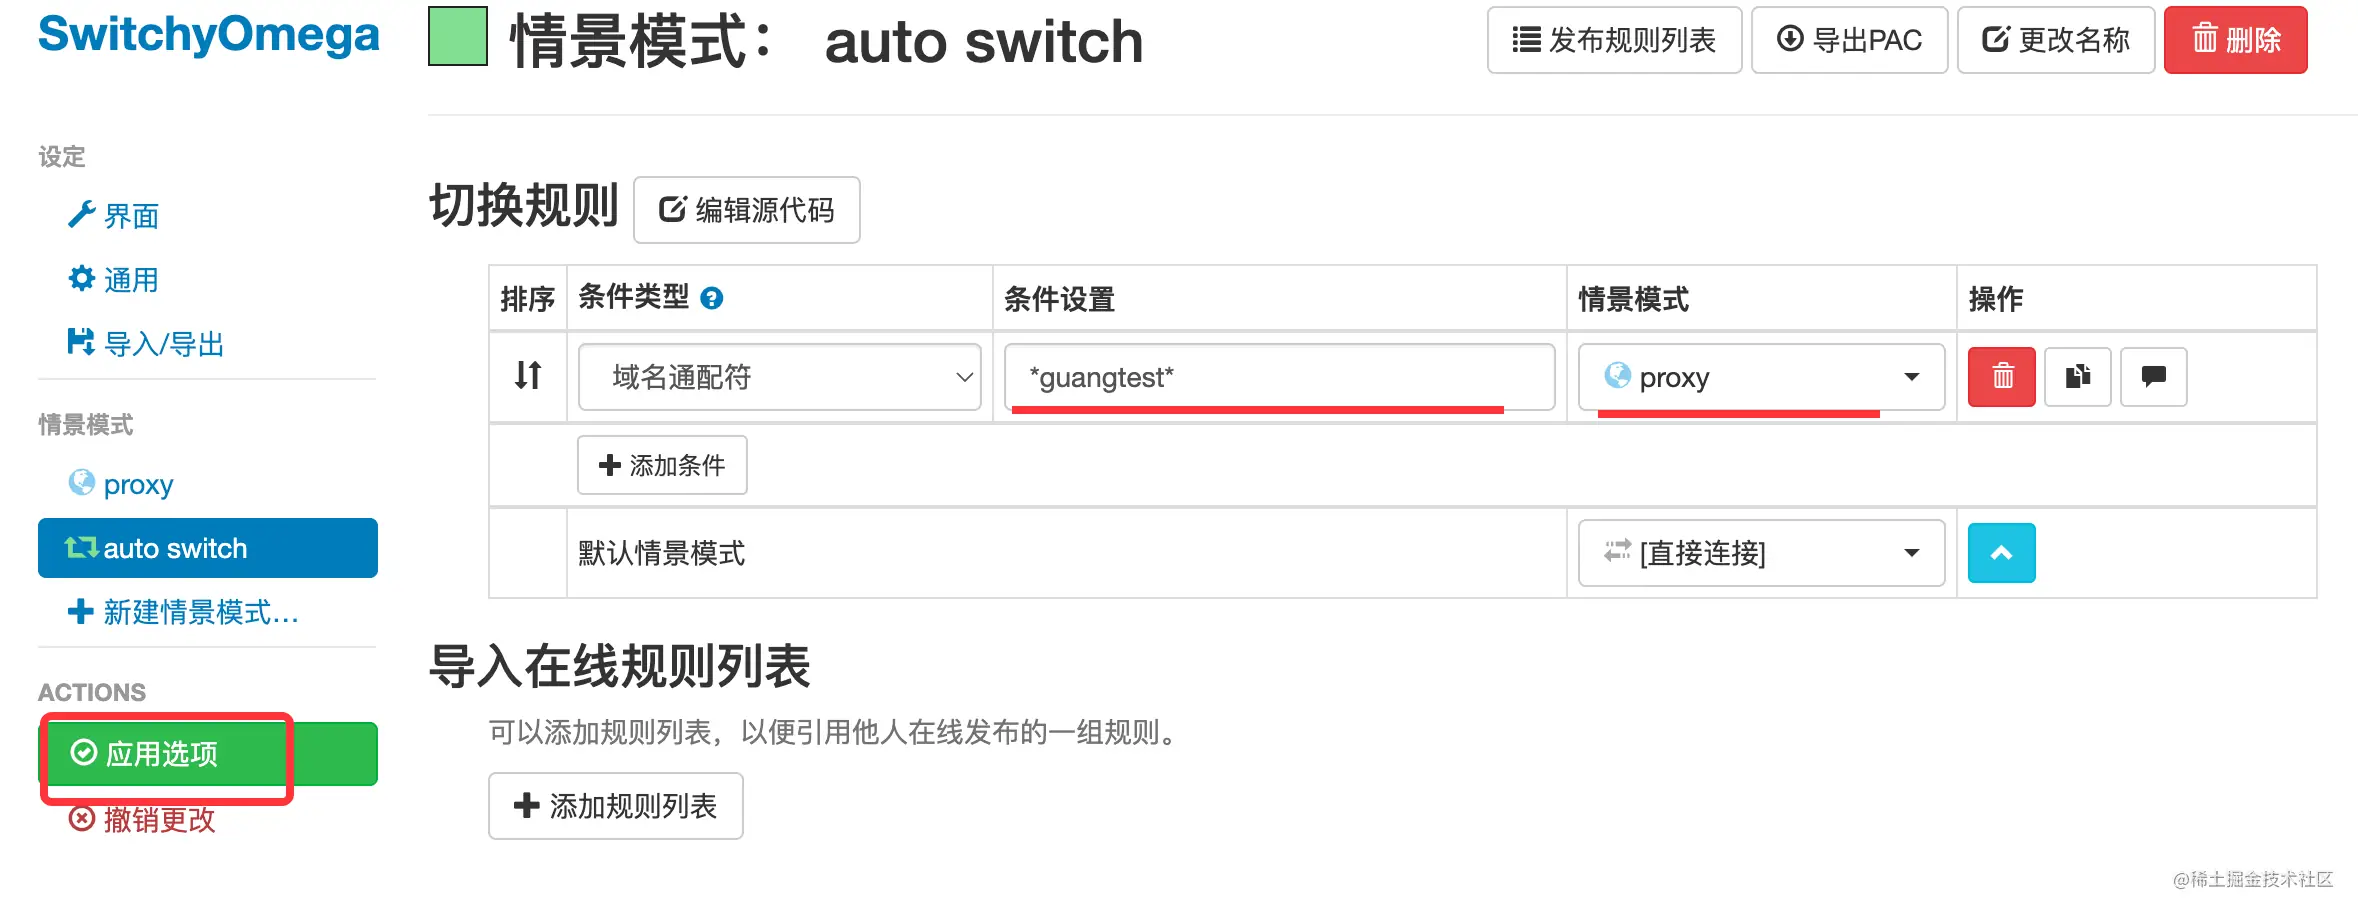 SwitchyOmega
情景模式： auto switch
发布规则列表
导出PAC
更改名称
删除
设定
界面
通用
导入/导出
情景模式
proxy
auto switch
新建情景模式...
ACTIONS
应用选项
撤销更改
切换规则
编辑源代码
排序 条件类型 条件设置 情景模式 操作
域名通配符 *guangtest* proxy
添加条件
默认情景模式 [直接连接]
导入在线规则列表
可以添加规则列表，以便引用他人在线发布的一组规则。
添加规则列表
@稀土掘金技术社区